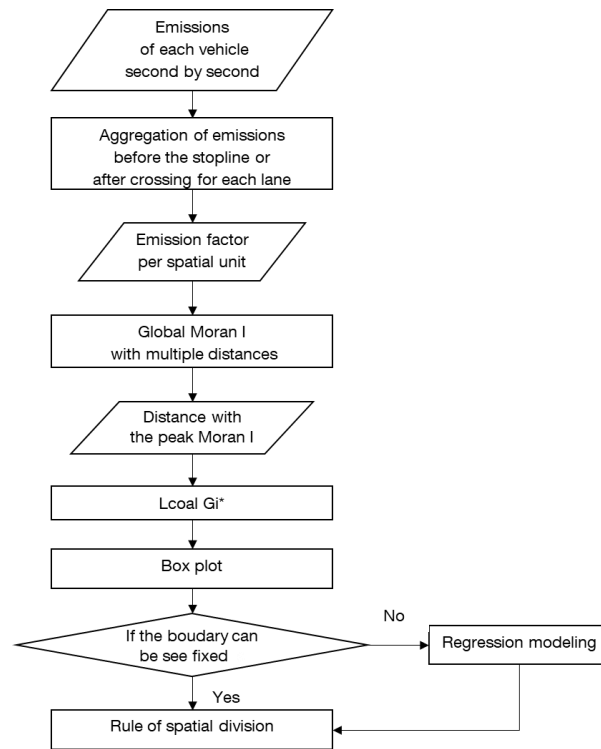 Emissions
of each vehicle
second by second
Aggregation of emissions
before the stopline or
after crossing for each lane
Emission factor
per spatial unit
Global Moran I
with multiple distances
Distance with
the peak Moran I
Lcoal Gi*
Box plot
If the boudary can
be see fixed
No
Regression modeling
Yes
Rule of spatial division